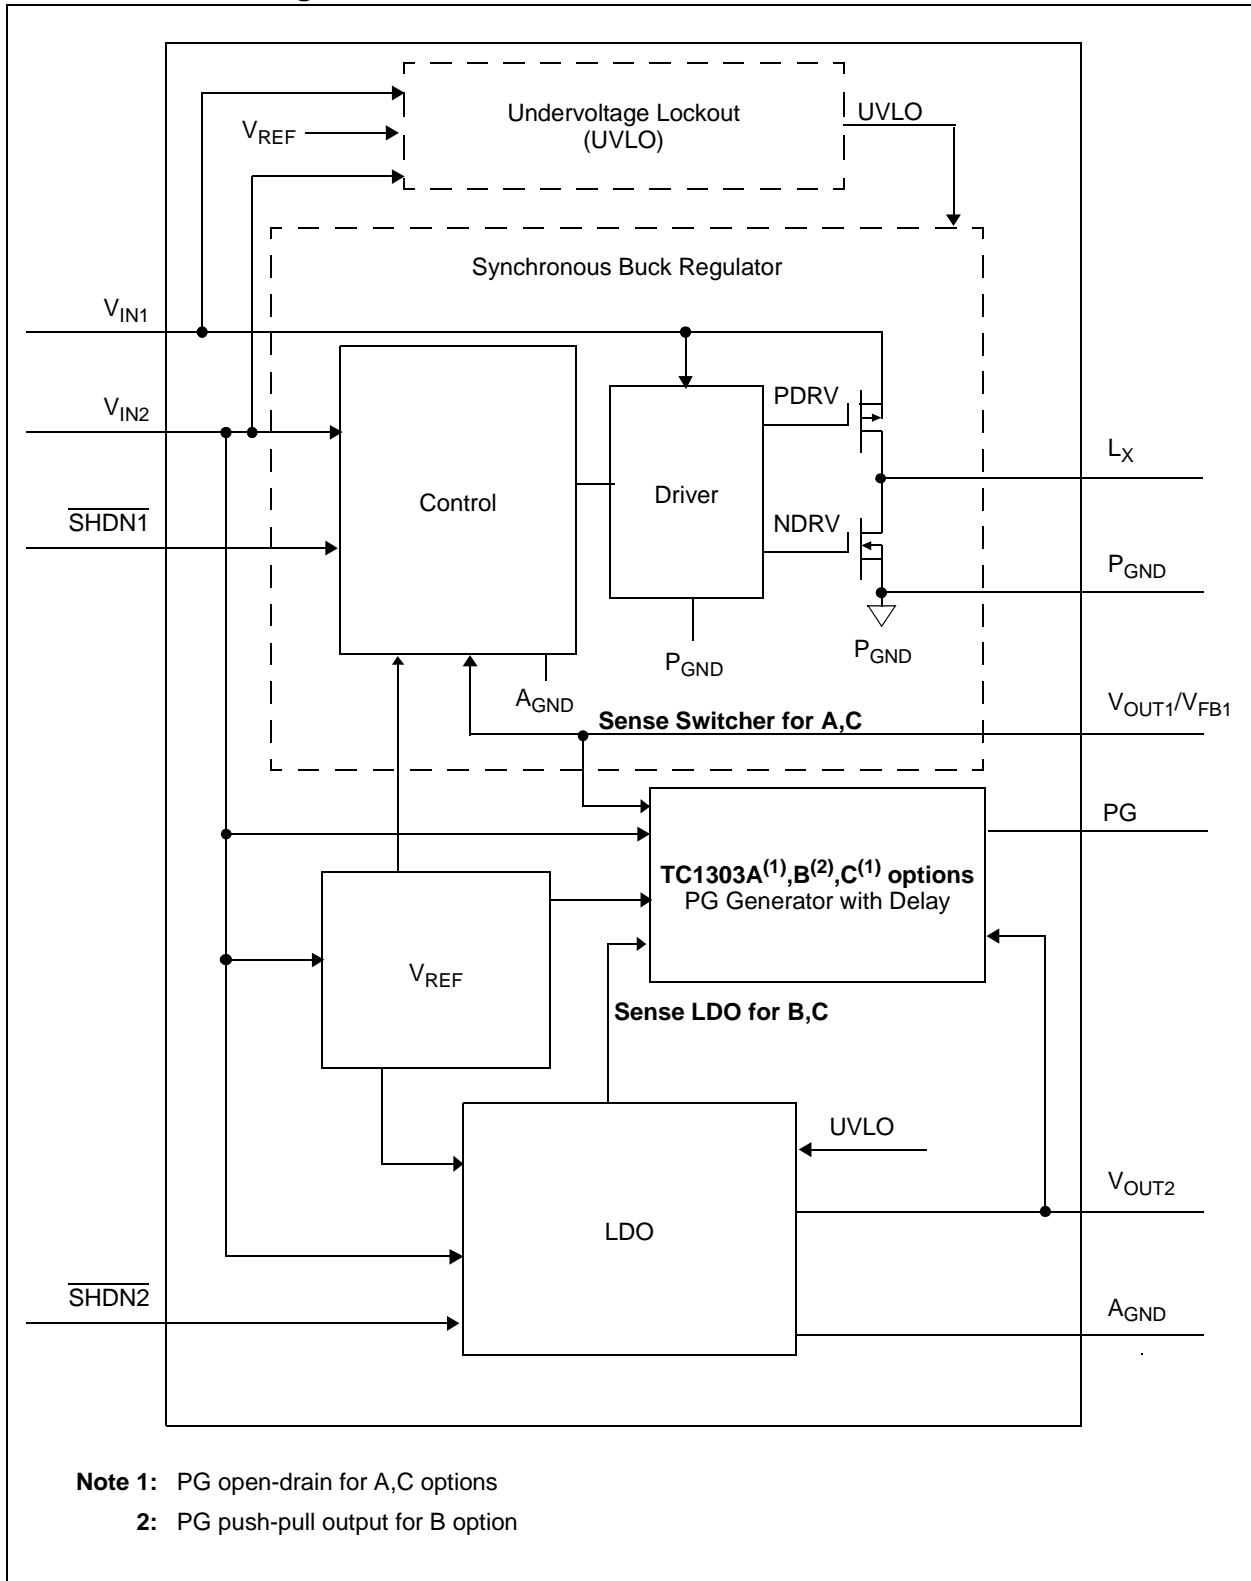 Undervoltage Lockout
(UVLO)
UVLO
VREF
Synchronous Buck Regulator
VIN1
VIN2
PDRV
LX
Control
Driver
SHDN1
NDRV
PGND
PGND
PGND
AGND
VOUT1/VFB1
Sense Switcher for A,C
PG
TC1303A(1),B(2),C(1) options
PG Generator with Delay
VREF
Sense LDO for B,C
UVLO
VOUT2
LDO
SHDN2
AGND
Note 1: PG open-drain for A,C options
2: PG push-pull output for B option